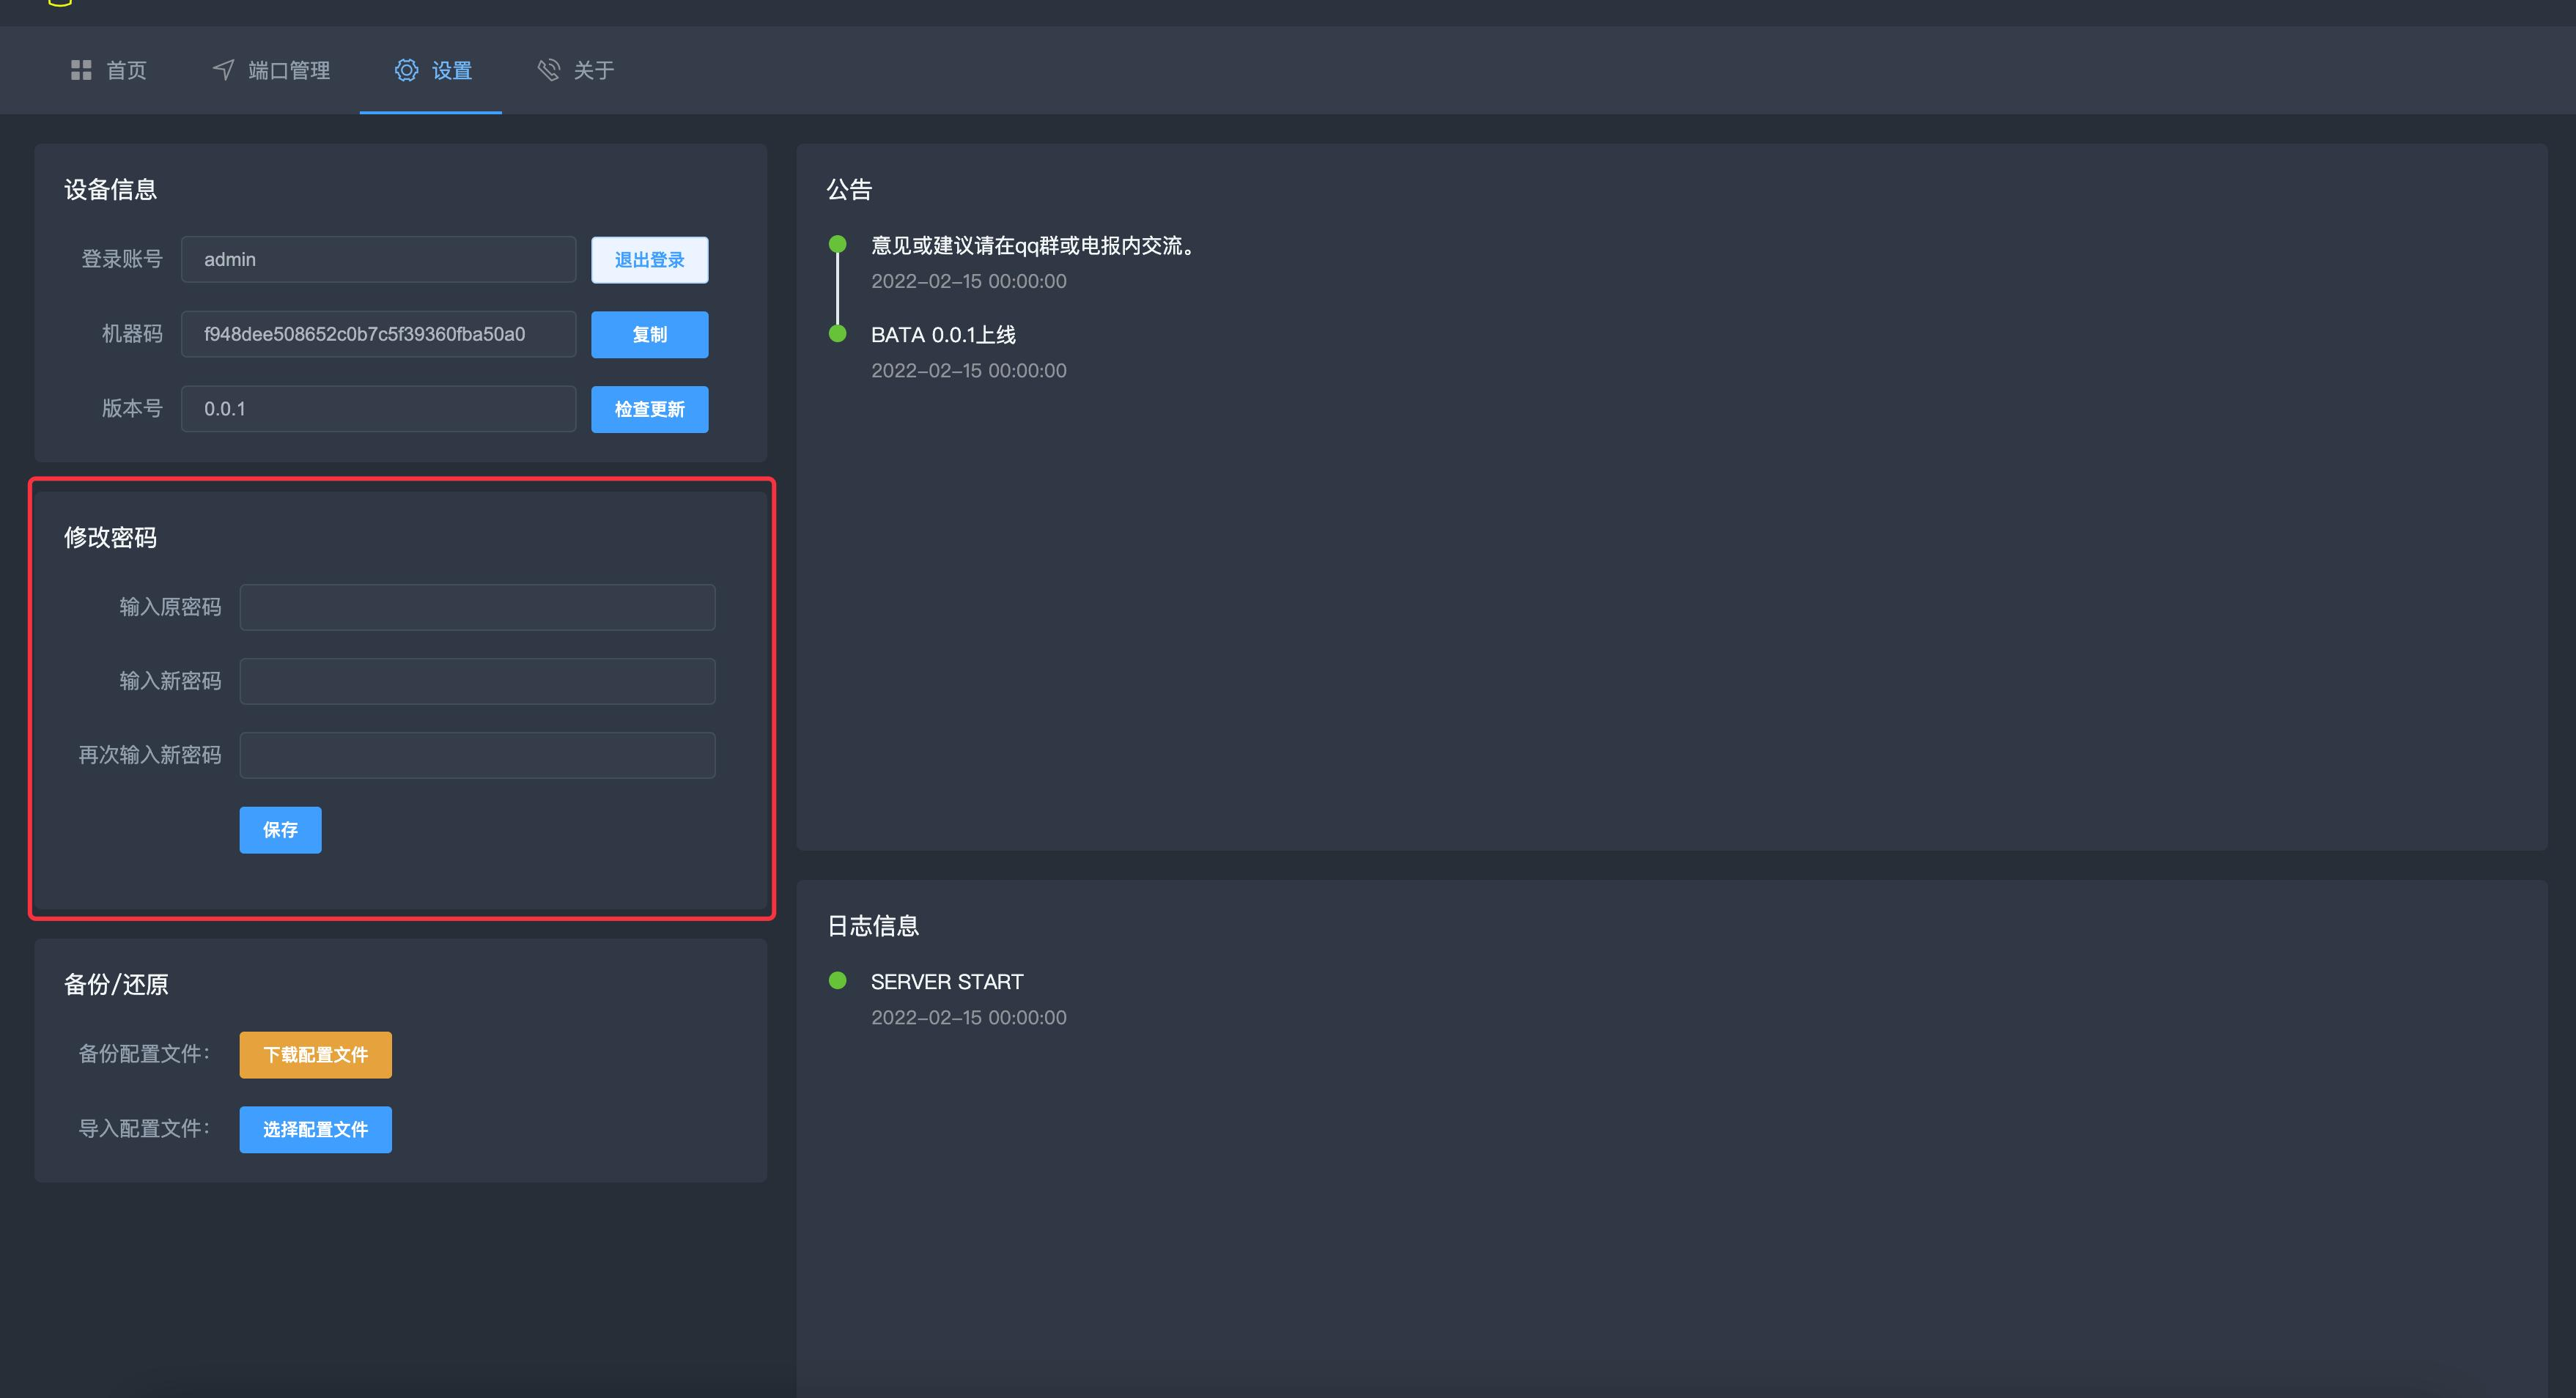 首页
端口管理
设置
关于
设备信息
登录账号 admin 退出登录
机器码 f948dee508652c0b7c5f39360fba50a0 复制
版本号 0.0.1 检查更新
修改密码
输入原密码
输入新密码
再次输入新密码
保存
备份/还原
备份配置文件: 下载配置文件
导入配置文件: 选择配置文件
公告
意见或建议请在qq群或电报内交流。
2022-02-15 00:00:00
BATA 0.0.1上线
2022-02-15 00:00:00
日志信息
SERVER START
2022-02-15 00:00:00